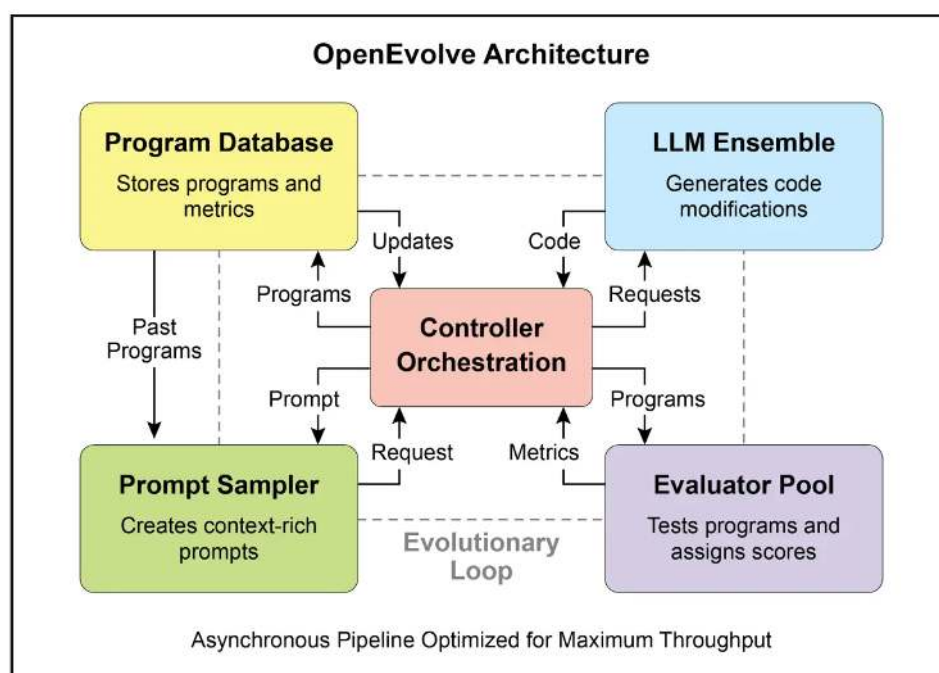 OpenEvolve Architecture
Program Database
Stores programs and
metrics
LLM Ensemble
Generates code
modifications
Updates
Code
Programs
Requests
Controller
Orchestration
Past
Programs
Prompt
Programs
Request
Metrics
Prompt Sampler
Creates context-rich
prompts
Evaluator Pool
Tests programs and
assigns scores
Evolutionary
Loop
Asynchronous Pipeline Optimized for Maximum Throughput